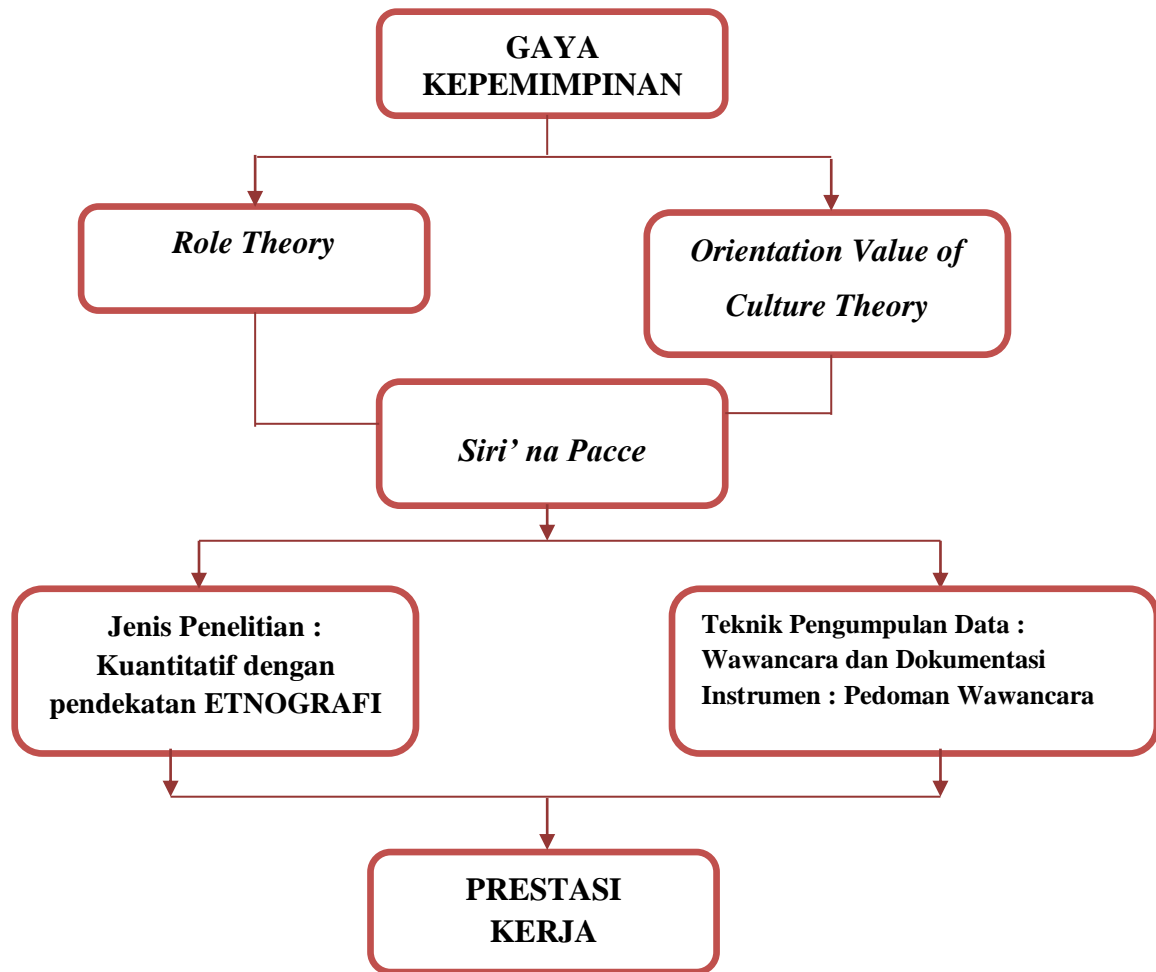 GAYA
KEPEMIMPINAN
Role Theory
Orientation Value of
Culture Theory
Siri’ na Pacce
Jenis Penelitian :
Kuantitatif dengan
pendekatan ETNOGRAFI
Teknik Pengumpulan Data :
Wawancara dan Dokumentasi
Instrumen : Pedoman Wawancara
PRESTASI
KERJA